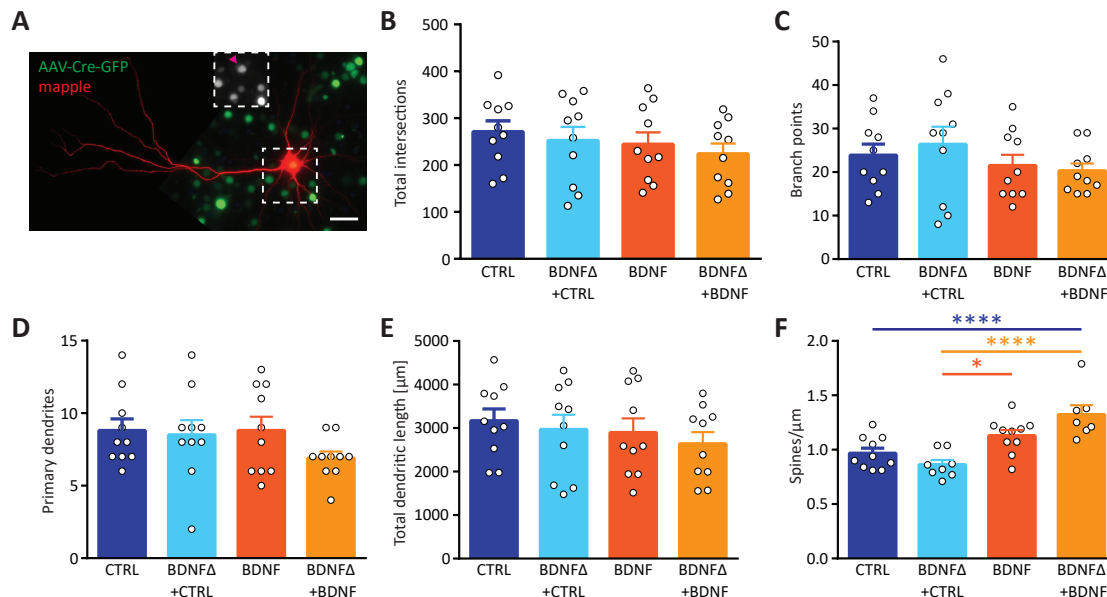 A
AAV-Cre-GFP
mapple
B
Total intersections
500
400
300
200
100
0
CTRL
BDNFΔ
+CTRL
BDNF
BDNFΔ
+BDNF
C
Branch points
50
40
30
20
10
0
CTRL
BDNFΔ
+CTRL
BDNF
BDNFΔ
+BDNF
D
Primary dendrites
15
10
5
0
CTRL
BDNFΔ
+CTRL
BDNF
BDNFΔ
+BDNF
E
Total dendritic length [µm]
5000
4000
3000
2000
1000
0
CTRL
BDNFΔ
+CTRL
BDNF
BDNFΔ
+BDNF
F
****
****
*
Spines/µm
2.0
1.5
1.0
0.5
0.0
CTRL
BDNFΔ
+CTRL
BDNF
BDNFΔ
+BDNF